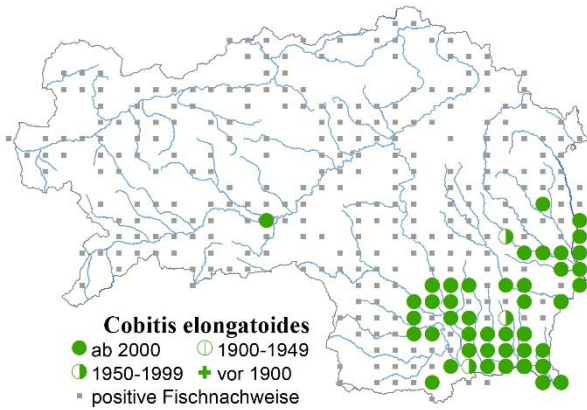 Cobitis elongatoides
ab 2000 1900-1949
1950-1999 vor 1900
positive Fischnachweise